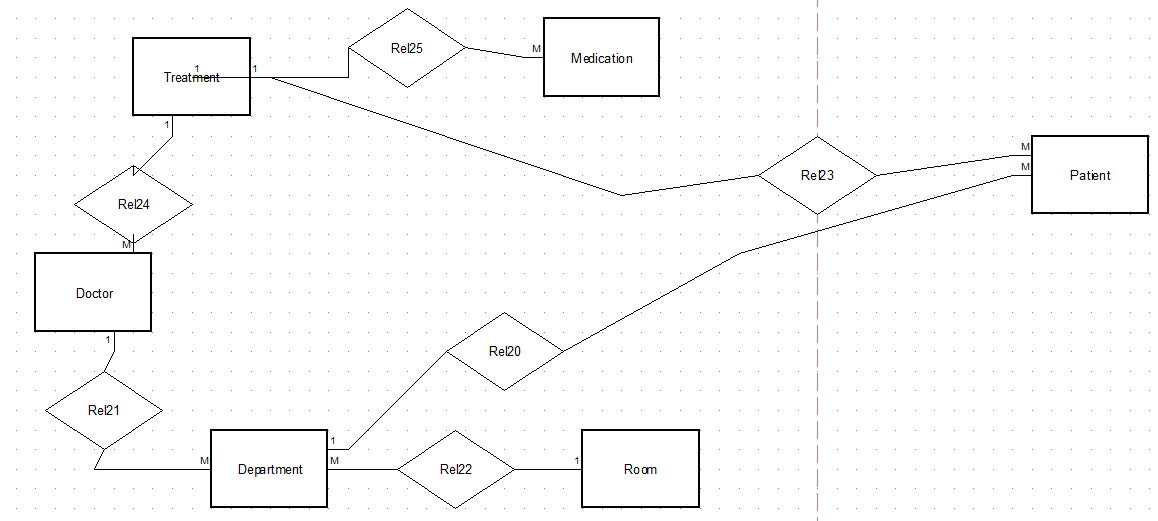 Rel25
M
Medication
1
Treatment
1
1
Rel24
M
Rel23
M
M
Patient
Doctor
1
Rel21
Rel20
M
Department
1
M
Rel22
1
Room